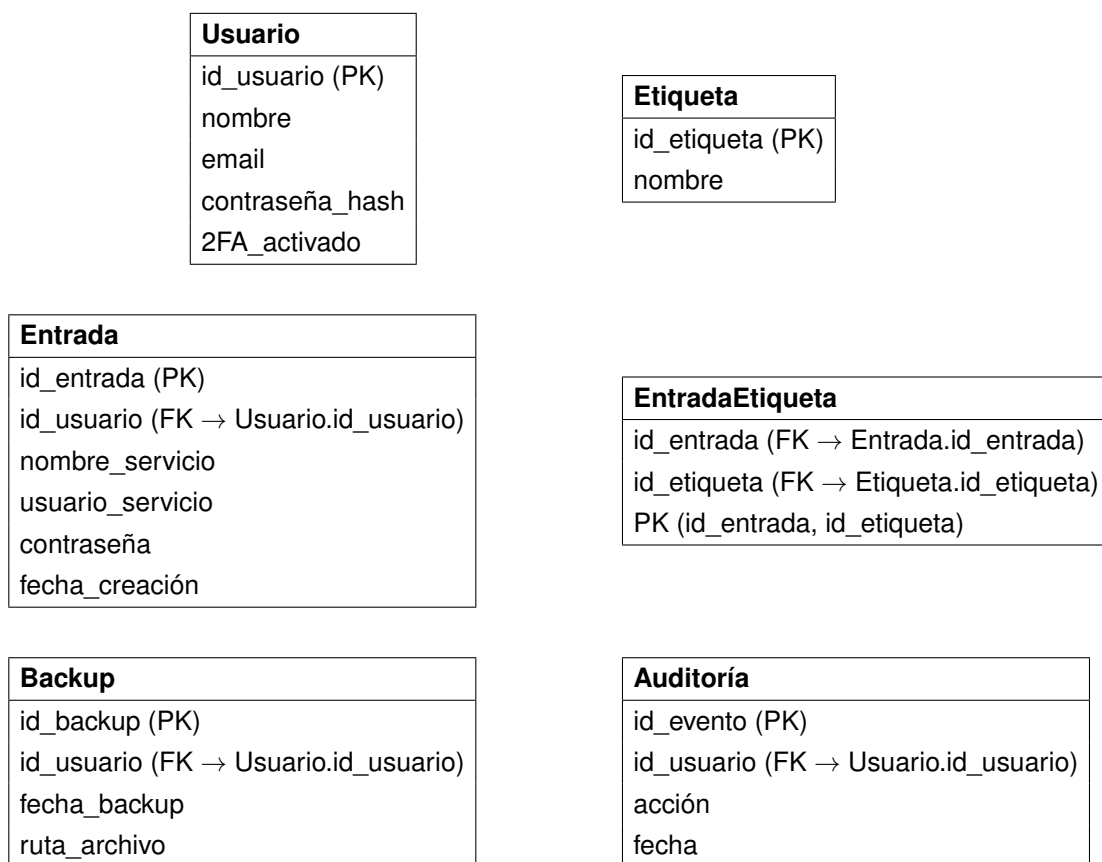 Usuario
id_usuario (PK)
nombre
email
contraseña_hash
2FA_activado
Etiqueta
id_etiqueta (PK)
nombre
Entrada
id_entrada (PK)
id_usuario (FK → Usuario.id_usuario)
nombre_servicio
usuario_servicio
contraseña
fecha_creación
EntradaEtiqueta
id_entrada (FK → Entrada.id_entrada)
id_etiqueta (FK → Etiqueta.id_etiqueta)
PK (id_entrada, id_etiqueta)
Backup
id_backup (PK)
id_usuario (FK → Usuario.id_usuario)
fecha_backup
ruta_archivo
Auditoría
id_evento (PK)
id_usuario (FK → Usuario.id_usuario)
acción
fecha